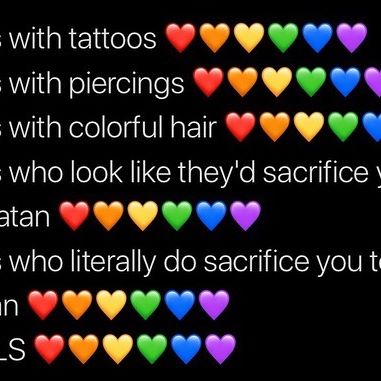 s with tattoos ❤️🧡💛💚💙💜
s with piercings ❤️🧡💛💚💙💜
s with colorful hair ❤️🧡💛💚💙
s who look like they'd sacrifice y
atan ❤️🧡💛💚💙💜
s who literally do sacrifice you t
n ❤️🧡💛💚💙💜
LS ❤️🧡💛💚💙💜